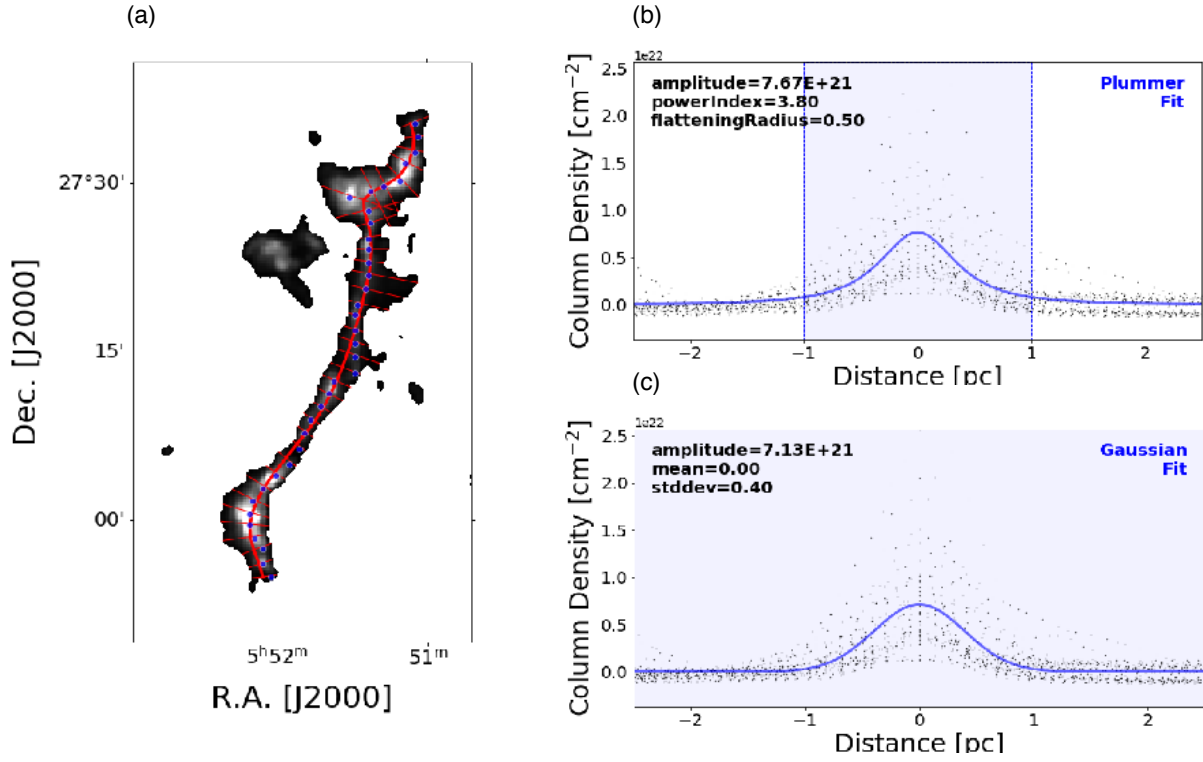 (a)
Dec. [J2000]
27°30'
15'
00'
5ʰ52ᵐ
51ᵐ
R.A. [J2000]
(b)
1e22
Column Density [cm⁻²]
2.5
2.0
1.5
1.0
0.5
0.0
amplitude=7.67E+21
powerIndex=3.80
flatteningRadius=0.50
Plummer
Fit
−2
−1
0
1
2
Distance [pc]
(c)
1e22
Column Density [cm⁻²]
2.5
2.0
1.5
1.0
0.5
0.0
amplitude=7.13E+21
mean=0.00
stddev=0.40
Gaussian
Fit
−2
−1
0
1
2
Distance [pc]